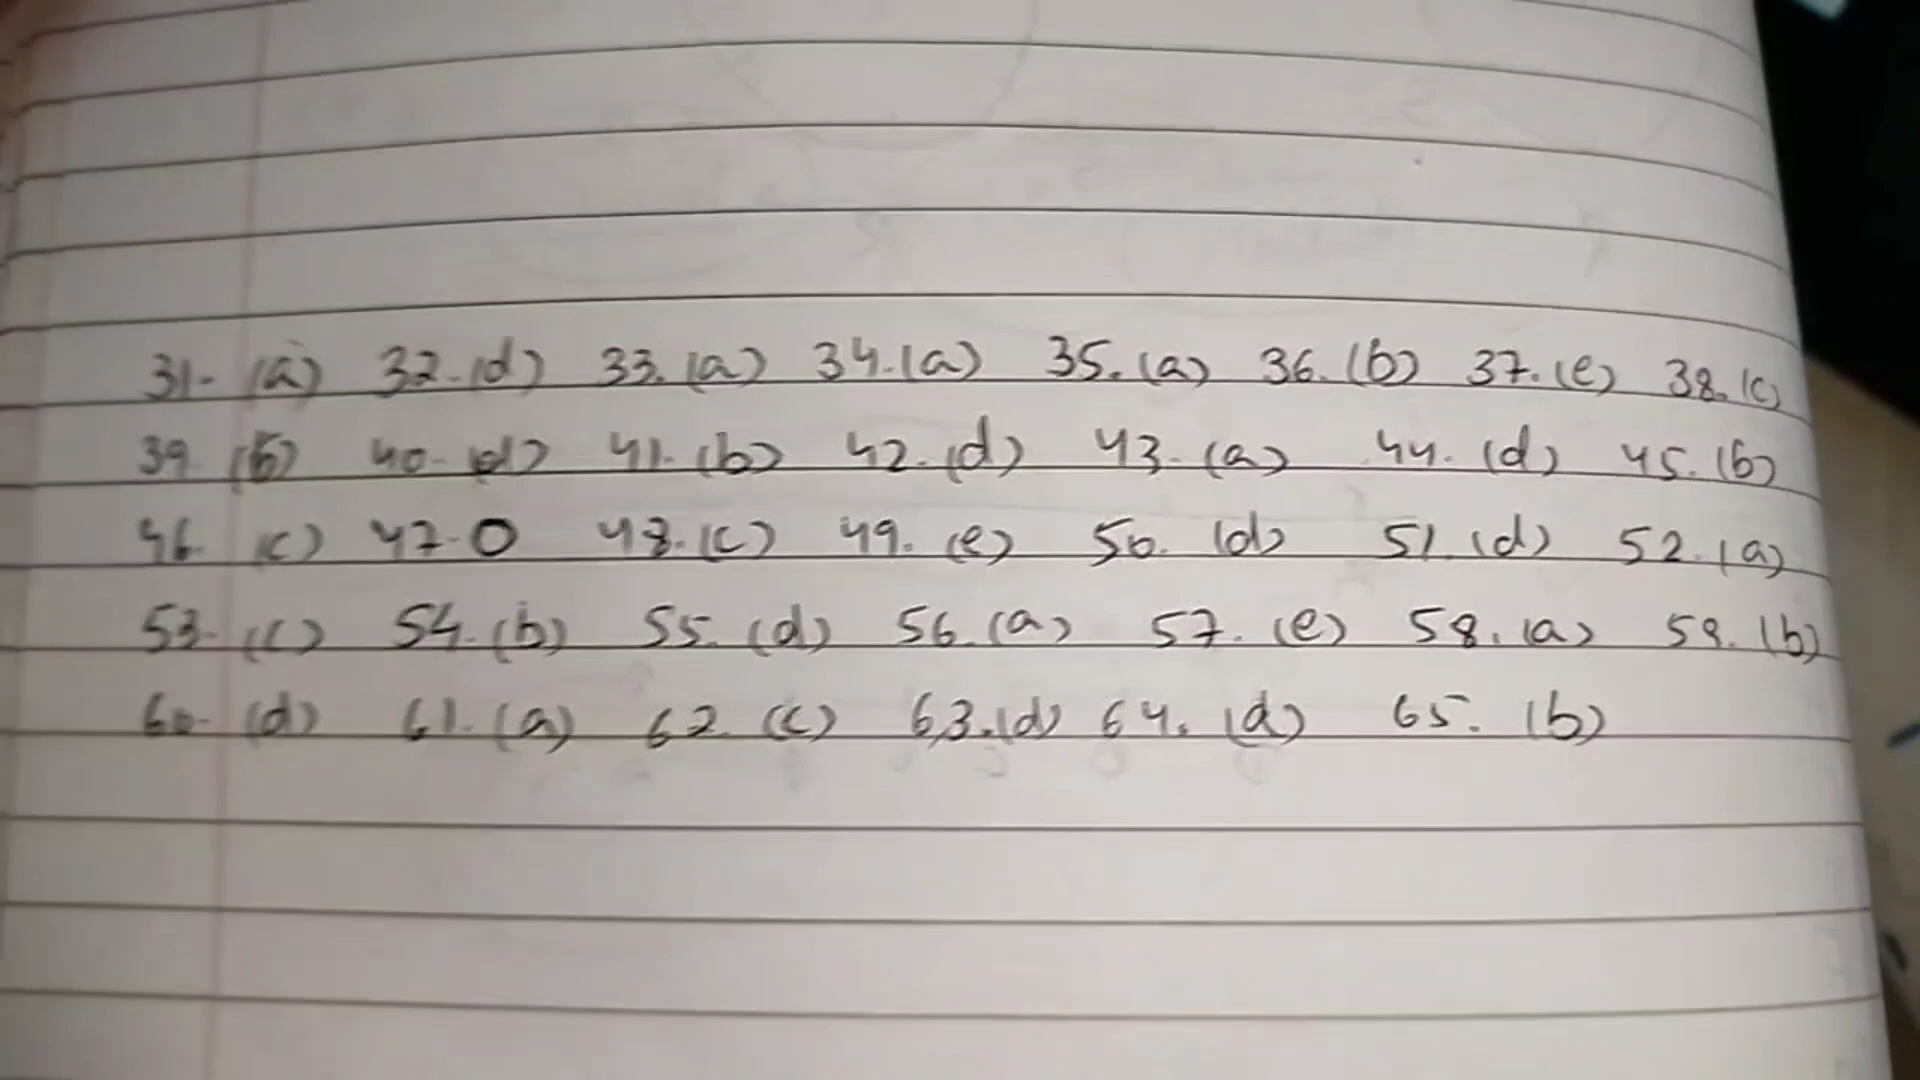 31. (a) 32. (d) 33. (a) 34. (a) 35. (a) 36. (b) 37. (e) 38. (c)
39. (b) 40. (d) 41. (b) 42. (d) 43. (a) 44. (d) 45. (b)
46. (c) 47. 0 48. (c) 49. (e) 50. (d) 51. (d) 52. (a)
53. (c) 54. (b) 55. (d) 56. (a) 57. (e) 58. (a) 59. (b)
60. (d) 61. (a) 62. (c) 63. (d) 64. (d) 65. (b)